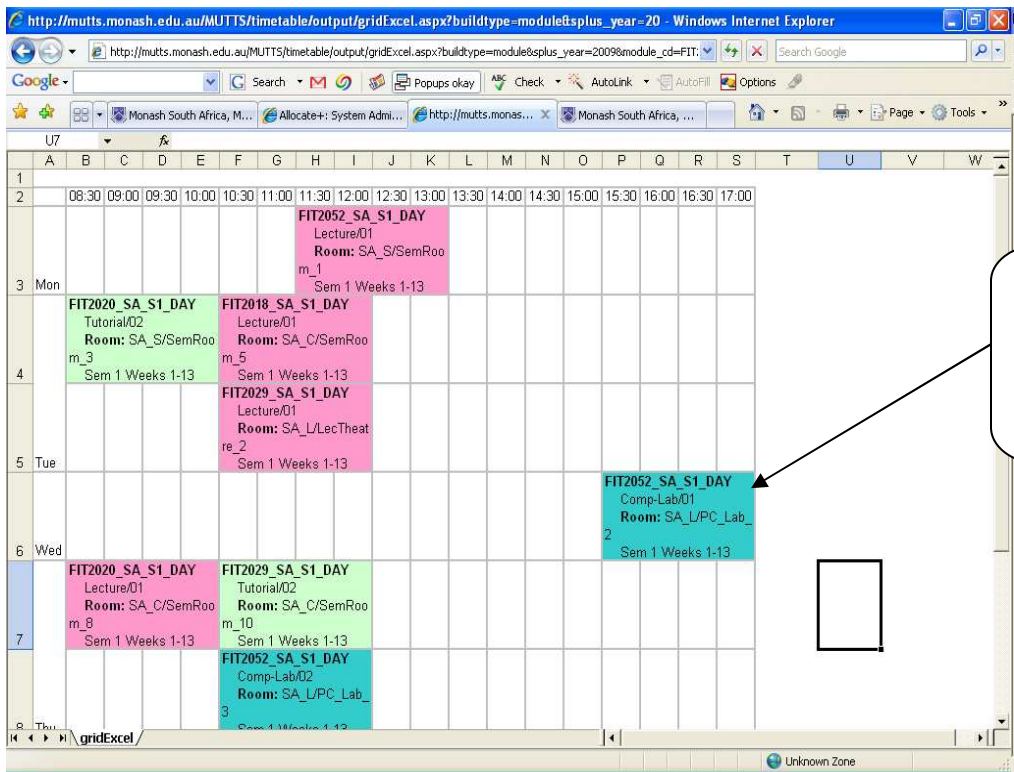 http://mutts.monash.edu.au/MUTTS/timetable/output/gridExcel.aspx?buildtype=module&splus_year=20 - Windows Internet Explorer
http://mutts.monash.edu.au/MUTTS/timetable/output/gridExcel.aspx?buildtype=module&splus_year=2009&module_cd=FIT:
Search Google
Google
Search
Popups okay
Check
AutoLink
AutoFill
Options
Monash South Africa, M...
Allocate+: System Admi...
http://mutts.monas...
Monash South Africa, ...
Page
Tools
U7
fx
A B C D E F G H I J K L M N O P Q R S T U V W
1
2 08:30 09:00 09:30 10:00 10:30 11:00 11:30 12:00 12:30 13:00 13:30 14:00 14:30 15:00 15:30 16:00 16:30 17:00
FIT2052_SA_S1_DAY
Lecture/01
Room: SA_S/SemRoo
m_1
Sem 1 Weeks 1-13
3 Mon
FIT2020_SA_S1_DAY
Tutorial/02
Room: SA_S/SemRoo
m_3
Sem 1 Weeks 1-13
FIT2018_SA_S1_DAY
Lecture/01
Room: SA_C/SemRoo
m_5
Sem 1 Weeks 1-13
4
FIT2029_SA_S1_DAY
Lecture/01
Room: SA_L/LecTheat
re_2
Sem 1 Weeks 1-13
5 Tue
FIT2052_SA_S1_DAY
Comp-Lab/01
Room: SA_L/PC_Lab_
2
Sem 1 Weeks 1-13
6 Wed
FIT2020_SA_S1_DAY
Lecture/01
Room: SA_C/SemRoo
m_8
Sem 1 Weeks 1-13
FIT2029_SA_S1_DAY
Tutorial/02
Room: SA_C/SemRoo
m_10
Sem 1 Weeks 1-13
7
FIT2052_SA_S1_DAY
Comp-Lab/02
Room: SA_L/PC_Lab_
3
Sem 1 Weeks 1-13
8 Thu
gridExcel
Unknown Zone